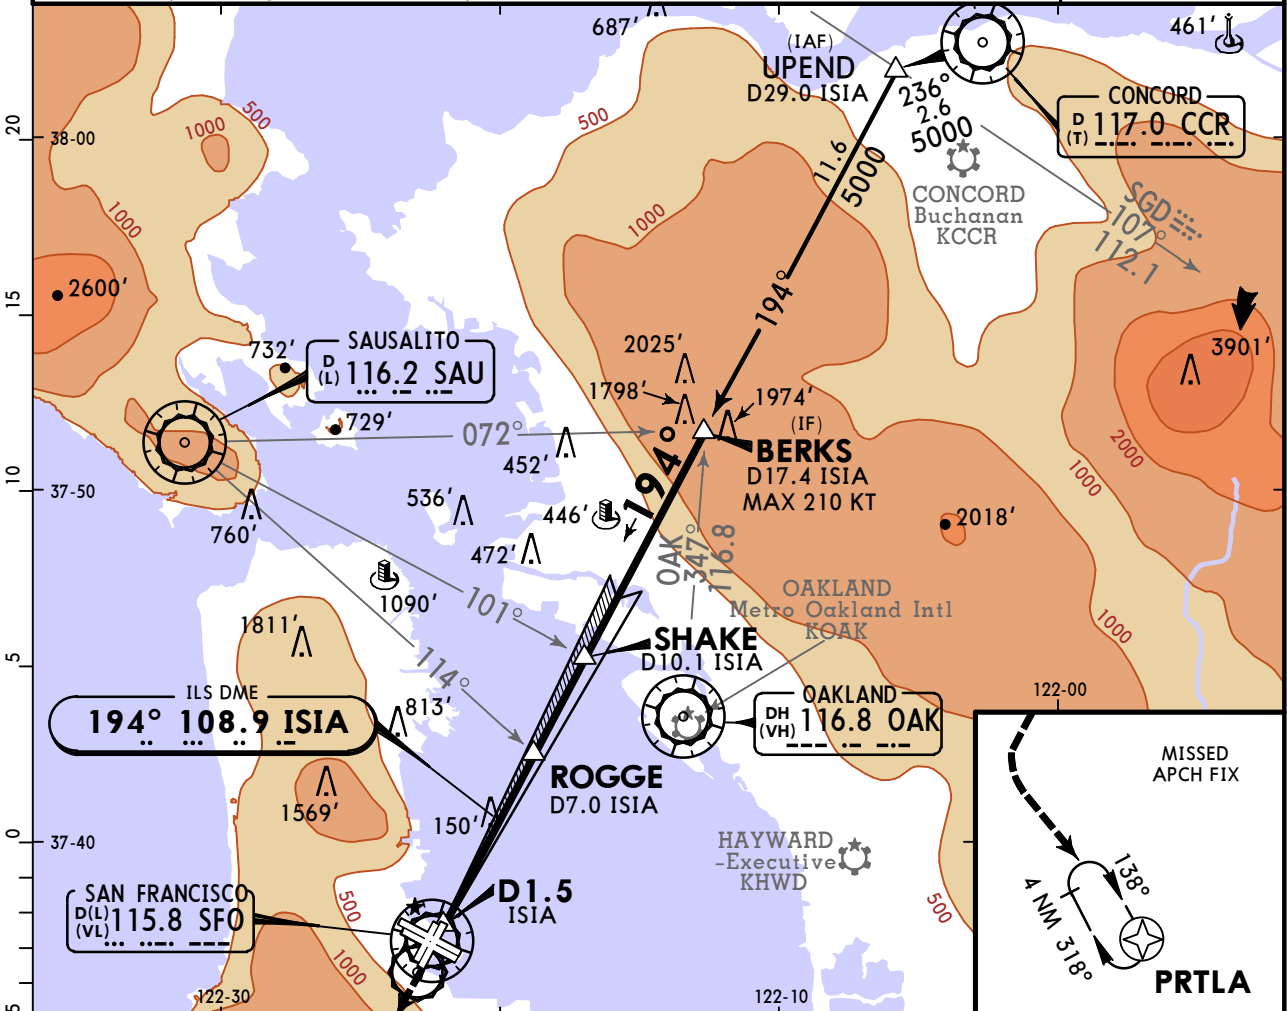 687′
461′
(IAF)
UPEND
D29.0 ISIA
236°
2.6
5000
CONCORD
D
(T)
117.0 CCR
20
38-00
1000
500
500
11.6
5000
CONCORD
Buchanan
KCCR
SGD
107°
112.1
1000
1000
2600′
194°
15
3901′
732′
SAUSALITO
D
(L)
116.2 SAU
2025′
1798′
1974′
729′
(IF)
BERKS
D17.4 ISIA
MAX 210 KT
072°
452′
194°
2000
1000
10
37-50
760′
536′
446′
472′
2018′
OAK
347°
116.8
1090′
101°
OAKLAND
Metro Oakland Intl
KOAK
1000
1811′
SHAKE
D10.1 ISIA
5
114°
122-00
ILS DME
194° 108.9 ISIA
813′
OAKLAND
DH
(VH)
116.8 OAK
MISSED
APCH FIX
ROGGE
D7.0 ISIA
1569′
150′
0
37-40
HAYWARD
-Executive
KHWD
138°
4 NM
318°
PRTLA
SAN FRANCISCO
D(L)
(VL)
115.8 SFO
500
D1.5
ISIA
500
1000
122-30
122-10
5